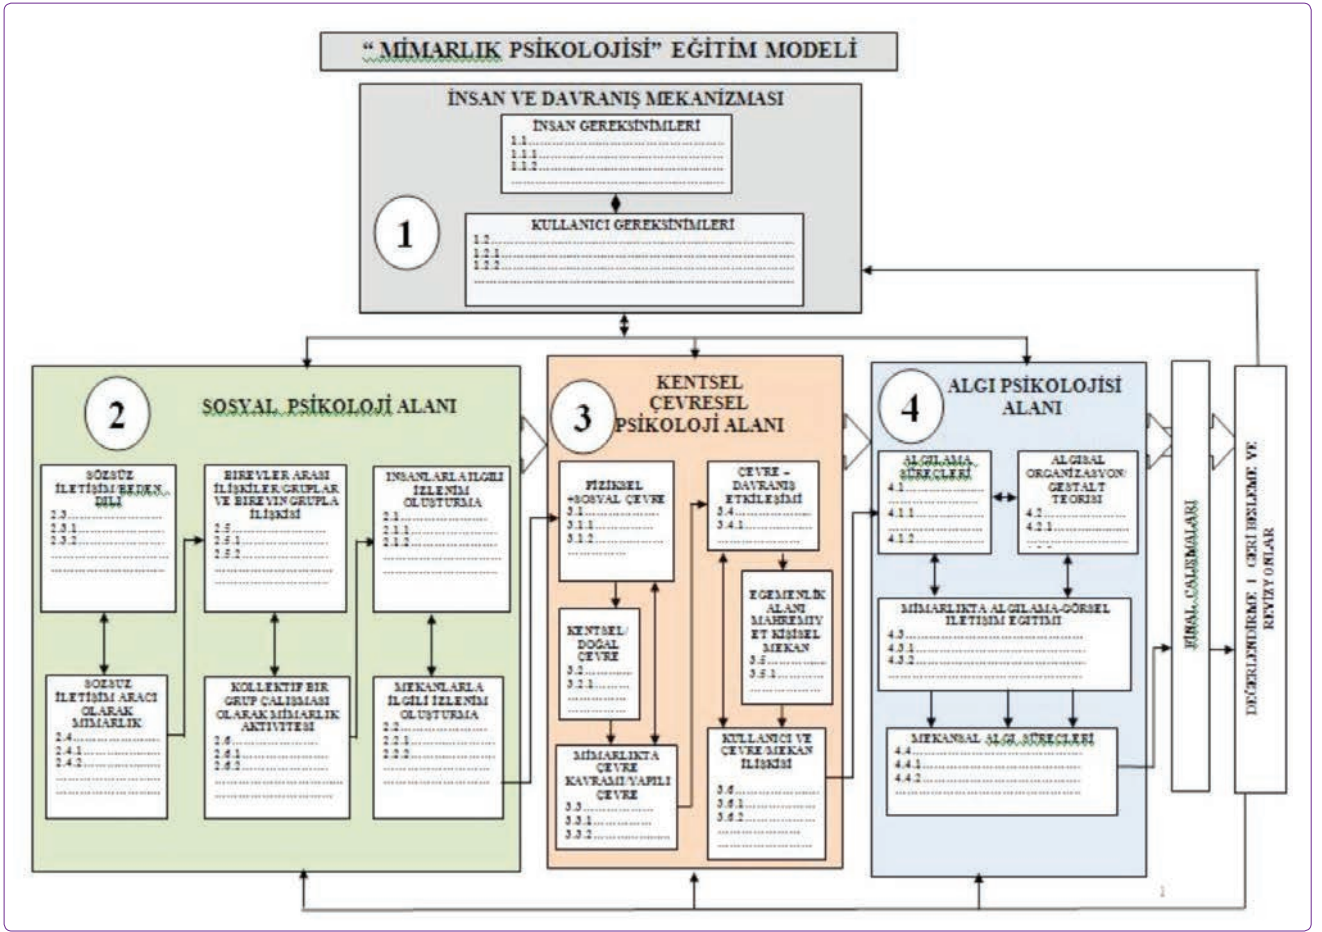 “ MİMARLIK PSİKOLOJİSİ” EĞİTİM MODELİ
İNSAN VE DAVRANIŞ MEKANİZMASI
İNSAN GEREKSİNİMLERİ
1.1
1.1.1
1.1.2
1
KULLANICI GEREKSİNİMLERİ
1.2
1.2.1
1.2.2
2
SOSYAL PSİKOLOJİ ALANI
SÖZSÜZ
İLETİŞİM/BEDEN
DİLİ
2.3
2.3.1
2.3.2
SÖZSÜZ
İLETİŞİM ARACI
OLARAK
MİMARLIK
2.4
2.4.1
2.4.2
BİREYLER ARASI
İLİŞKİLER/GRUPLAR
VE BİREYİN GRUPLA
İLİŞKİSİ
2.5
2.5.1
2.5.2
KOLLEKTİF BİR
GRUP ÇALIŞMASI
OLARAK MİMARLIK
AKTİVİTESİ
2.6
2.6.1
2.6.2
İNSANLARLA İLGİLİ
İZLENİM
OLUŞTURMA
2.1
2.1.1
2.1.2
MEKANLARLA
İLGİLİ İZLENİM
OLUŞTURMA
2.2
2.2.1
2.2.2
3
KENTSEL
ÇEVRESEL
PSİKOLOJİ ALANI
FİZİKSEL
+SOSYAL ÇEVRE
3.1
3.1.1
3.1.2
KENTSEL/
DOĞAL
ÇEVRE
3.2
3.2.1
MİMARLIKTA
ÇEVRE
KAVRAMI/YAPILI
ÇEVRE
3.3
3.3.1
3.3.2
ÇEVRE –
DAVRANIŞ
ETKİLEŞİMİ
3.4
3.4.1
EGEMENLİK
ALANI
MAHREMIY
ET KİŞİSEL
MEKAN
3.5
3.5.1
KULLANICI VE
ÇEVRE/MEKAN
İLİŞKİSİ
3.6
3.6.1
3.6.2
4
ALGI PSİKOLOJİSİ
ALANI
ALGILAMA
SÜREÇLERİ
4.1
4.1.1
4.1.2
ALGISAL
ORGANİZASYON/
GESTALT
TEORİSİ
4.2
4.2.1
MİMARLIKTA ALGILAMA-GÖRSEL
İLETİŞİM EĞİTİMİ
4.3
4.3.1
4.3.2
MEKANSAL ALGI SÜREÇLERİ
4.4
4.4.1
4.4.2
FİNAL ÇALIŞMALARI
DEĞERLENDİRME I GERİ BESLEME VE
REVİZYONLAR
1